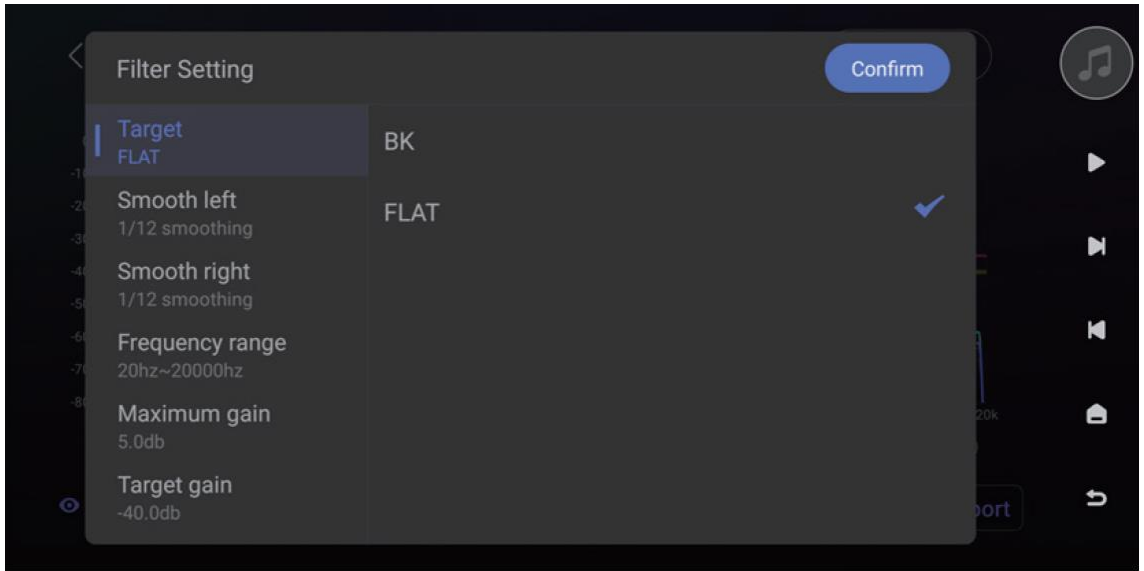 Filter Setting
Confirm
Target
FLAT
Smooth left
1/12 smoothing
Smooth right
1/12 smoothing
Frequency range
20hz~20000hz
Maximum gain
5.0db
Target gain
-40.0db
BK
FLAT
20k